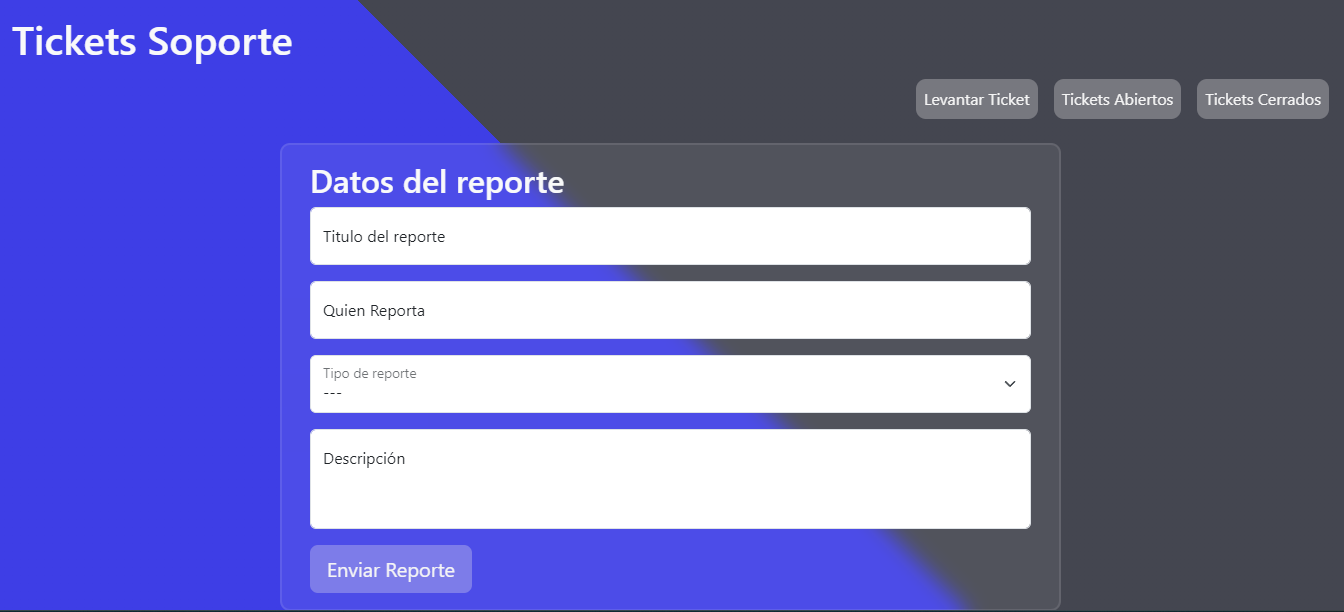 Tickets Soporte
Levantar Ticket Tickets Abiertos Tickets Cerrados
Datos del reporte
Titulo del reporte
Quien Reporta
Tipo de reporte
---
Descripción
Enviar Reporte